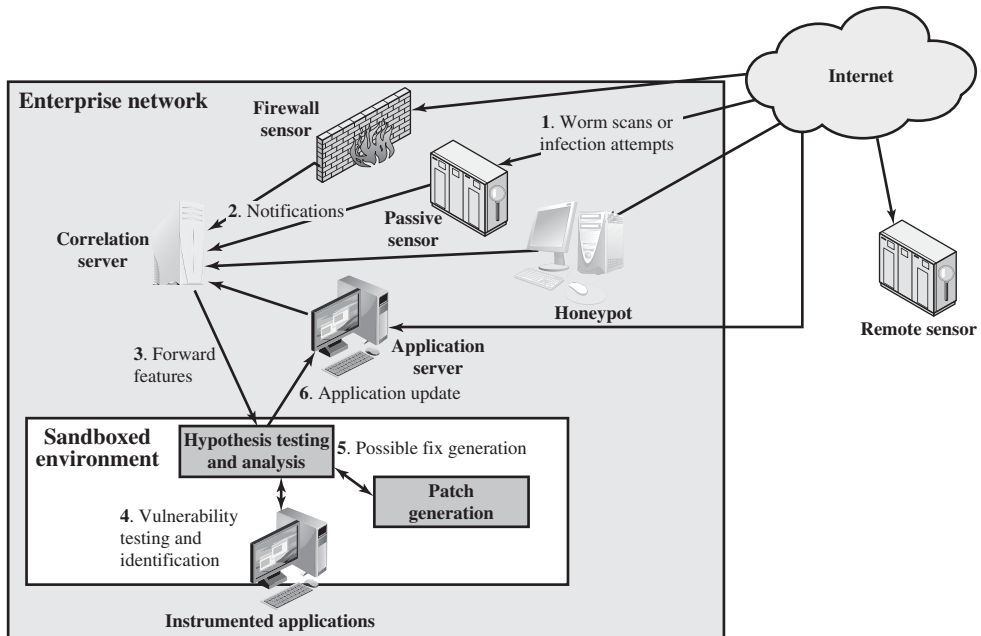 Internet
Enterprise network
Firewall
sensor
1. Worm scans or
infection attempts
2. Notifications
Passive
sensor
Correlation
server
Honeypot
Remote sensor
Application
server
3. Forward
features
6. Application update
Sandboxed
environment
Hypothesis testing
and analysis
5. Possible fix generation
Patch
generation
4. Vulnerability
testing and
identification
Instrumented applications